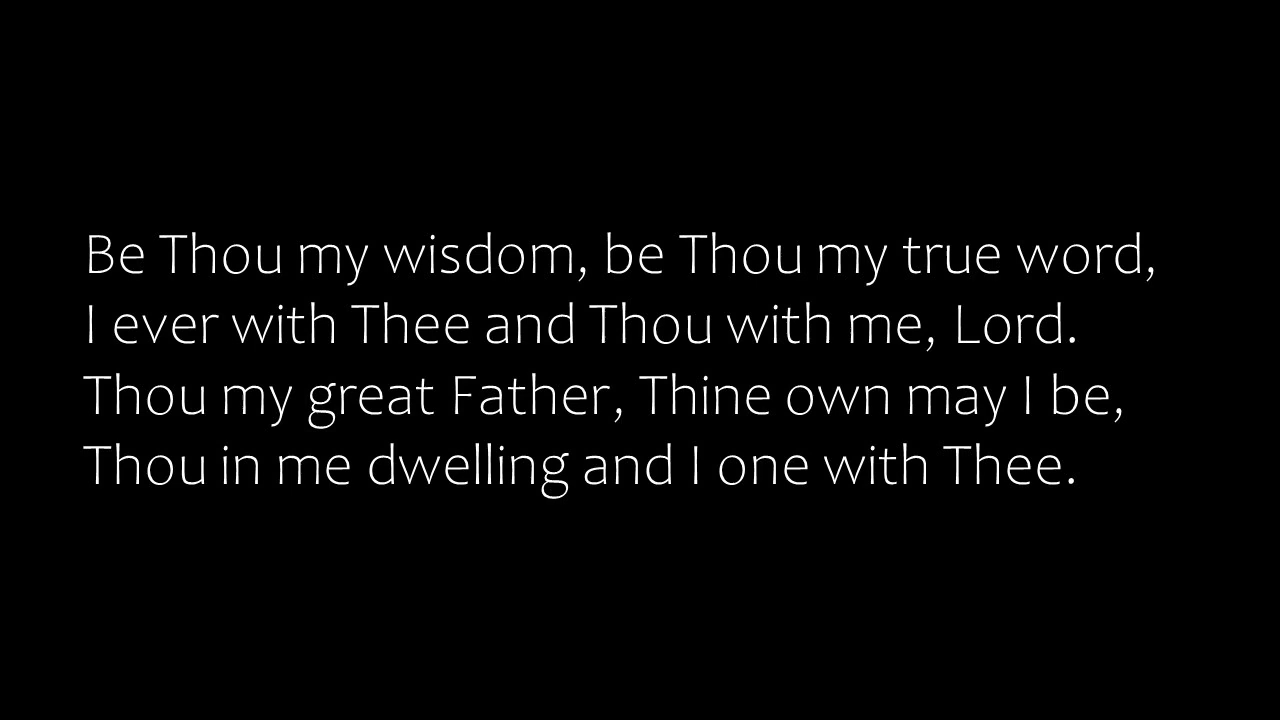 Be Thou my wisdom, be Thou my true word,
I ever with Thee and Thou with me, Lord.
Thou my great Father, Thine own may I be,
Thou in me dwelling and I one with Thee.